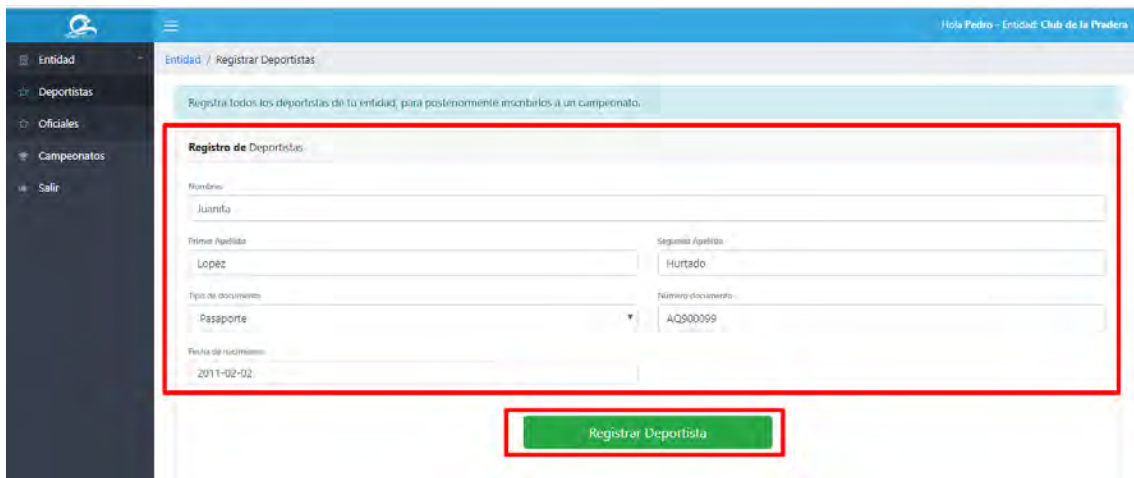 Hola Pedro - Entidad: Club de la Pradera
Entidad
Entidad / Registrar Deportistas
Deportistas
Registra todos los deportistas de tu entidad, para posteriormente inscribirlos a un campeonato.
Oficiales
Registro de Deportistas
Campeonatos
Salir
Nombres
Juanita
Primer Apellido
Segundo Apellido
Lopez
Hurtado
Tipo de documento
Número documento
Pasaporte
AQ900099
Fecha de nacimiento
2011-02-02
Registrar Deportista